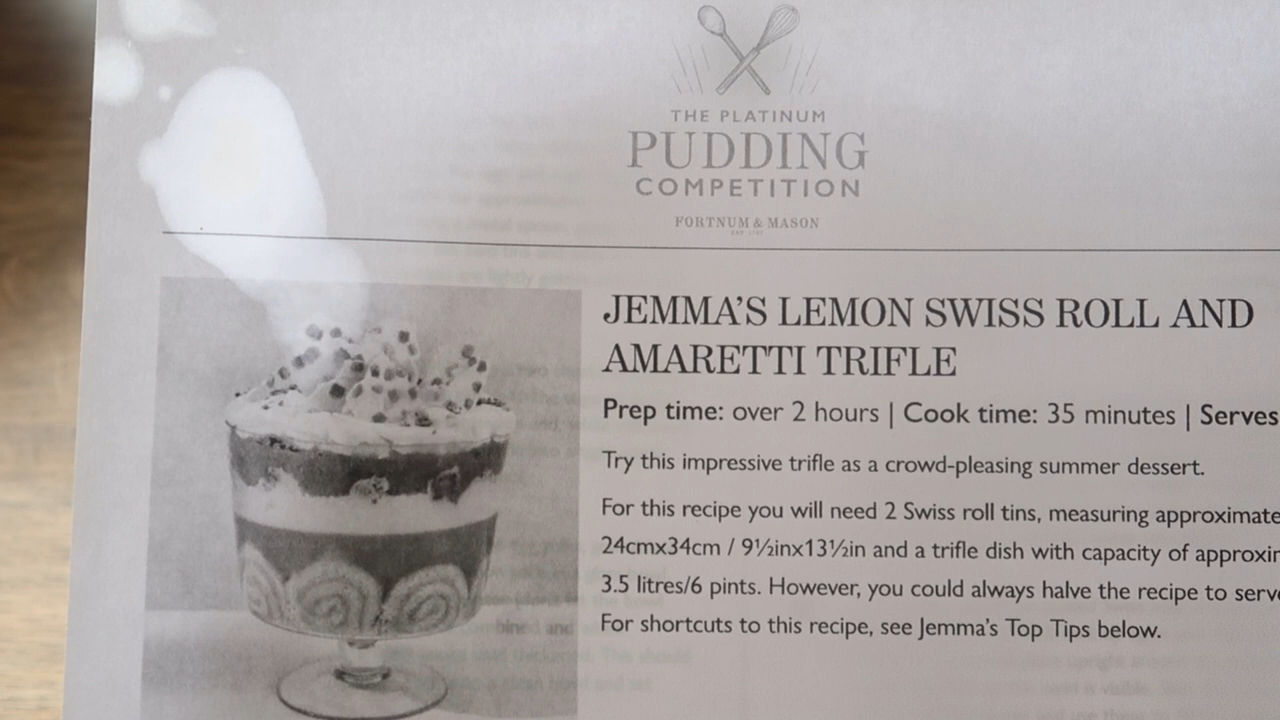 THE PLATINUM
PUDDING
COMPETITION
FORTNUM & MASON
JEMMA'S LEMON SWISS ROLL AND
AMARETTI TRIFLE
Prep time: over 2 hours | Cook time: 35 minutes | Serves
Try this impressive trifle as a crowd-pleasing summer dessert.
For this recipe you will need 2 Swiss roll tins, measuring approximate
24cmx34cm / 9½inx13½in and a trifle dish with capacity of approxi
3.5 litres/6 pints. However, you could always halve the recipe to serve
For shortcuts to this recipe, see Jemma's Top Tips below.